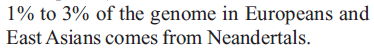 1% to 3% of the genome in Europeans and
East Asians comes from Neandertals.